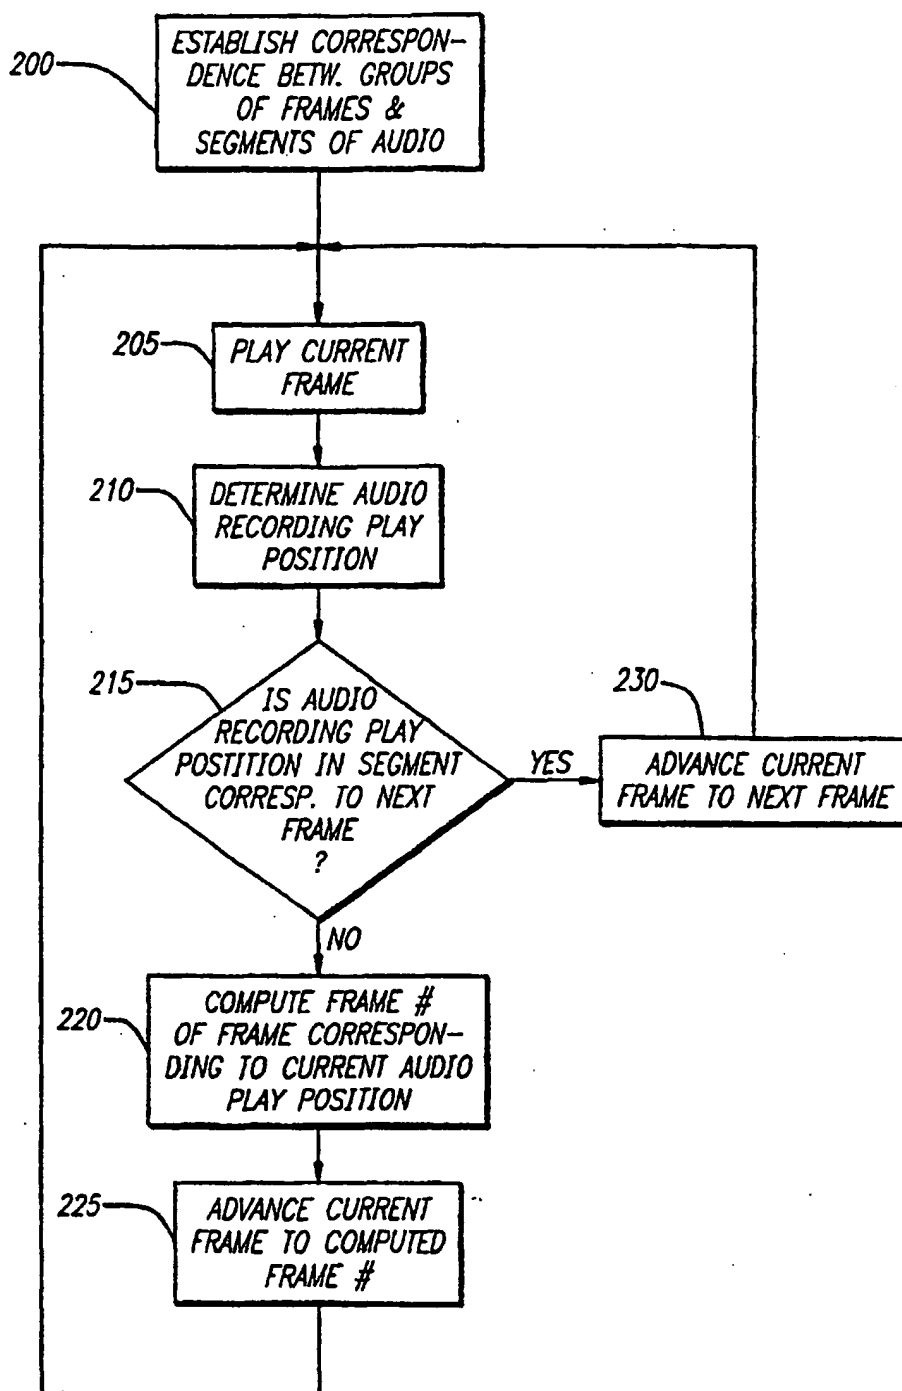 200
ESTABLISH CORRESPON-
DENCE BETW. GROUPS
OF FRAMES &
SEGMENTS OF AUDIO
205
PLAY CURRENT
FRAME
210
DETERMINE AUDIO
RECORDING PLAY
POSITION
215
IS AUDIO
RECORDING PLAY
POSTITION IN SEGMENT
CORRESP. TO NEXT
FRAME
?
YES
230
ADVANCE CURRENT
FRAME TO NEXT FRAME
NO
220
COMPUTE FRAME #
OF FRAME CORRESPON-
DING TO CURRENT AUDIO
PLAY POSITION
225
ADVANCE CURRENT
FRAME TO COMPUTED
FRAME #